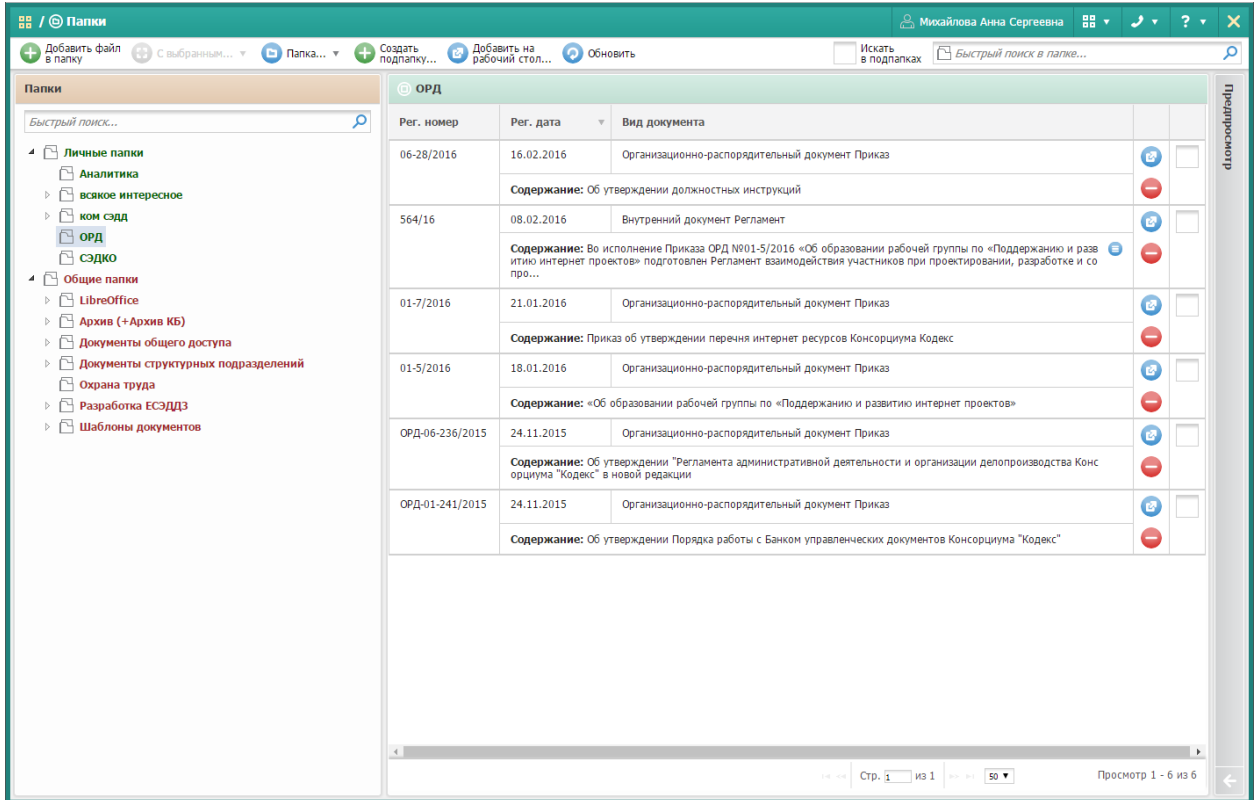 / Папки
Михайлова Анна Сергеевна
?
Добавить файл
в папку
С выбранным...
Папка...
Создать
подпапку...
Добавить на
рабочий стол...
Обновить
Искать
в подпапках
Быстрый поиск в папке...
Папки
Быстрый поиск...
Личные папки
Аналитика
всякое интересное
ком сэдд
ОРД
СЭДКО
Общие папки
LibreOffice
Архив (+Архив КБ)
Документы общего доступа
Документы структурных подразделений
Охрана труда
Разработка ЕСЭДДЗ
Шаблоны документов
ОРД
Рег. номер Рег. дата Вид документа
06-28/2016 16.02.2016 Организационно-распорядительный документ Приказ
Содержание: Об утверждении должностных инструкций
564/16 08.02.2016 Внутренний документ Регламент
Содержание: Во исполнение Приказа ОРД №01-5/2016 «Об образовании рабочей группы по «Поддержанию и разв
итию интернет проектов» подготовлен Регламент взаимодействия участников при проектировании, разработке и со
про...
01-7/2016 21.01.2016 Организационно-распорядительный документ Приказ
Содержание: Приказ об утверждении перечня интернет ресурсов Консорциума Кодекс
01-5/2016 18.01.2016 Организационно-распорядительный документ Приказ
Содержание: «Об образовании рабочей группы по «Поддержанию и развитию интернет проектов»
ОРД-06-236/2015 24.11.2015 Организационно-распорядительный документ Приказ
Содержание: Об утверждении "Регламента административной деятельности и организации делопроизводства Конс
орциума "Кодекс" в новой редакции
ОРД-01-241/2015 24.11.2015 Организационно-распорядительный документ Приказ
Содержание: Об утверждении Порядка работы с Банком управленческих документов Консорциума "Кодекс"
Стр. 1 из 1 50 Просмотр 1 - 6 из 6
Предпросмотр